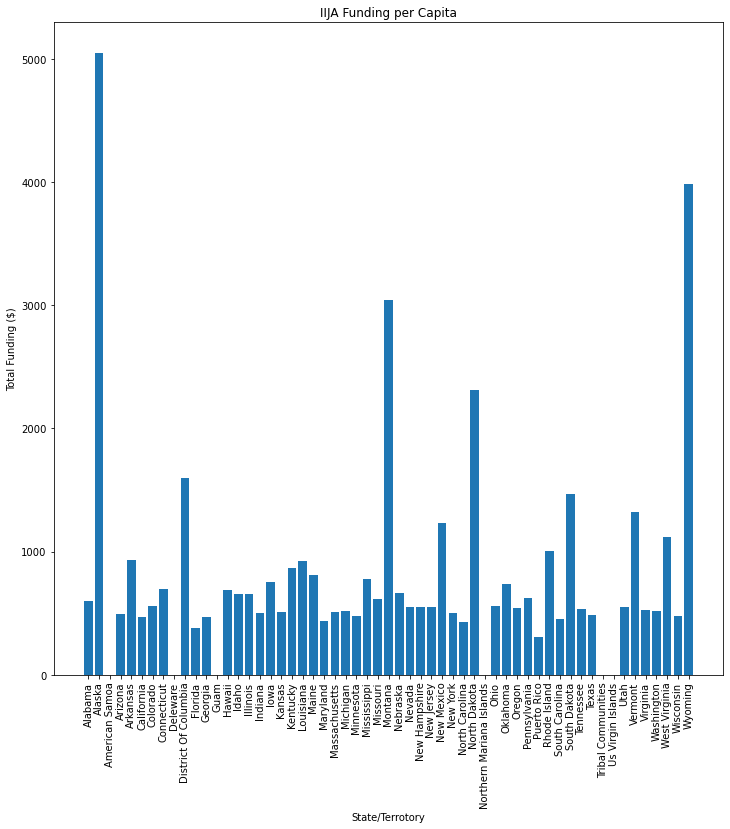 IIJA Funding per Capita
Total Funding ($)
5000
4000
3000
2000
1000
0
Alabama
Alaska
American Samoa
Arizona
Arkansas
California
Colorado
Connecticut
Deleware
District Of Columbia
Florida
Georgia
Guam
Hawaii
Idaho
Illinois
Indiana
Iowa
Kansas
Kentucky
Louisiana
Maine
Maryland
Massachusetts
Michigan
Minnesota
Mississippi
Missouri
Montana
Nebraska
Nevada
New Hampshire
New Jersey
New Mexico
New York
North Carolina
North Dakota
Northern Mariana Islands
Ohio
Oklahoma
Oregon
Pennsylvania
Puerto Rico
Rhode Island
South Carolina
South Dakota
Tennessee
Texas
Tribal Communities
Us Virgin Islands
Utah
Vermont
Virginia
Washington
West Virginia
Wisconsin
Wyoming
State/Terrotory